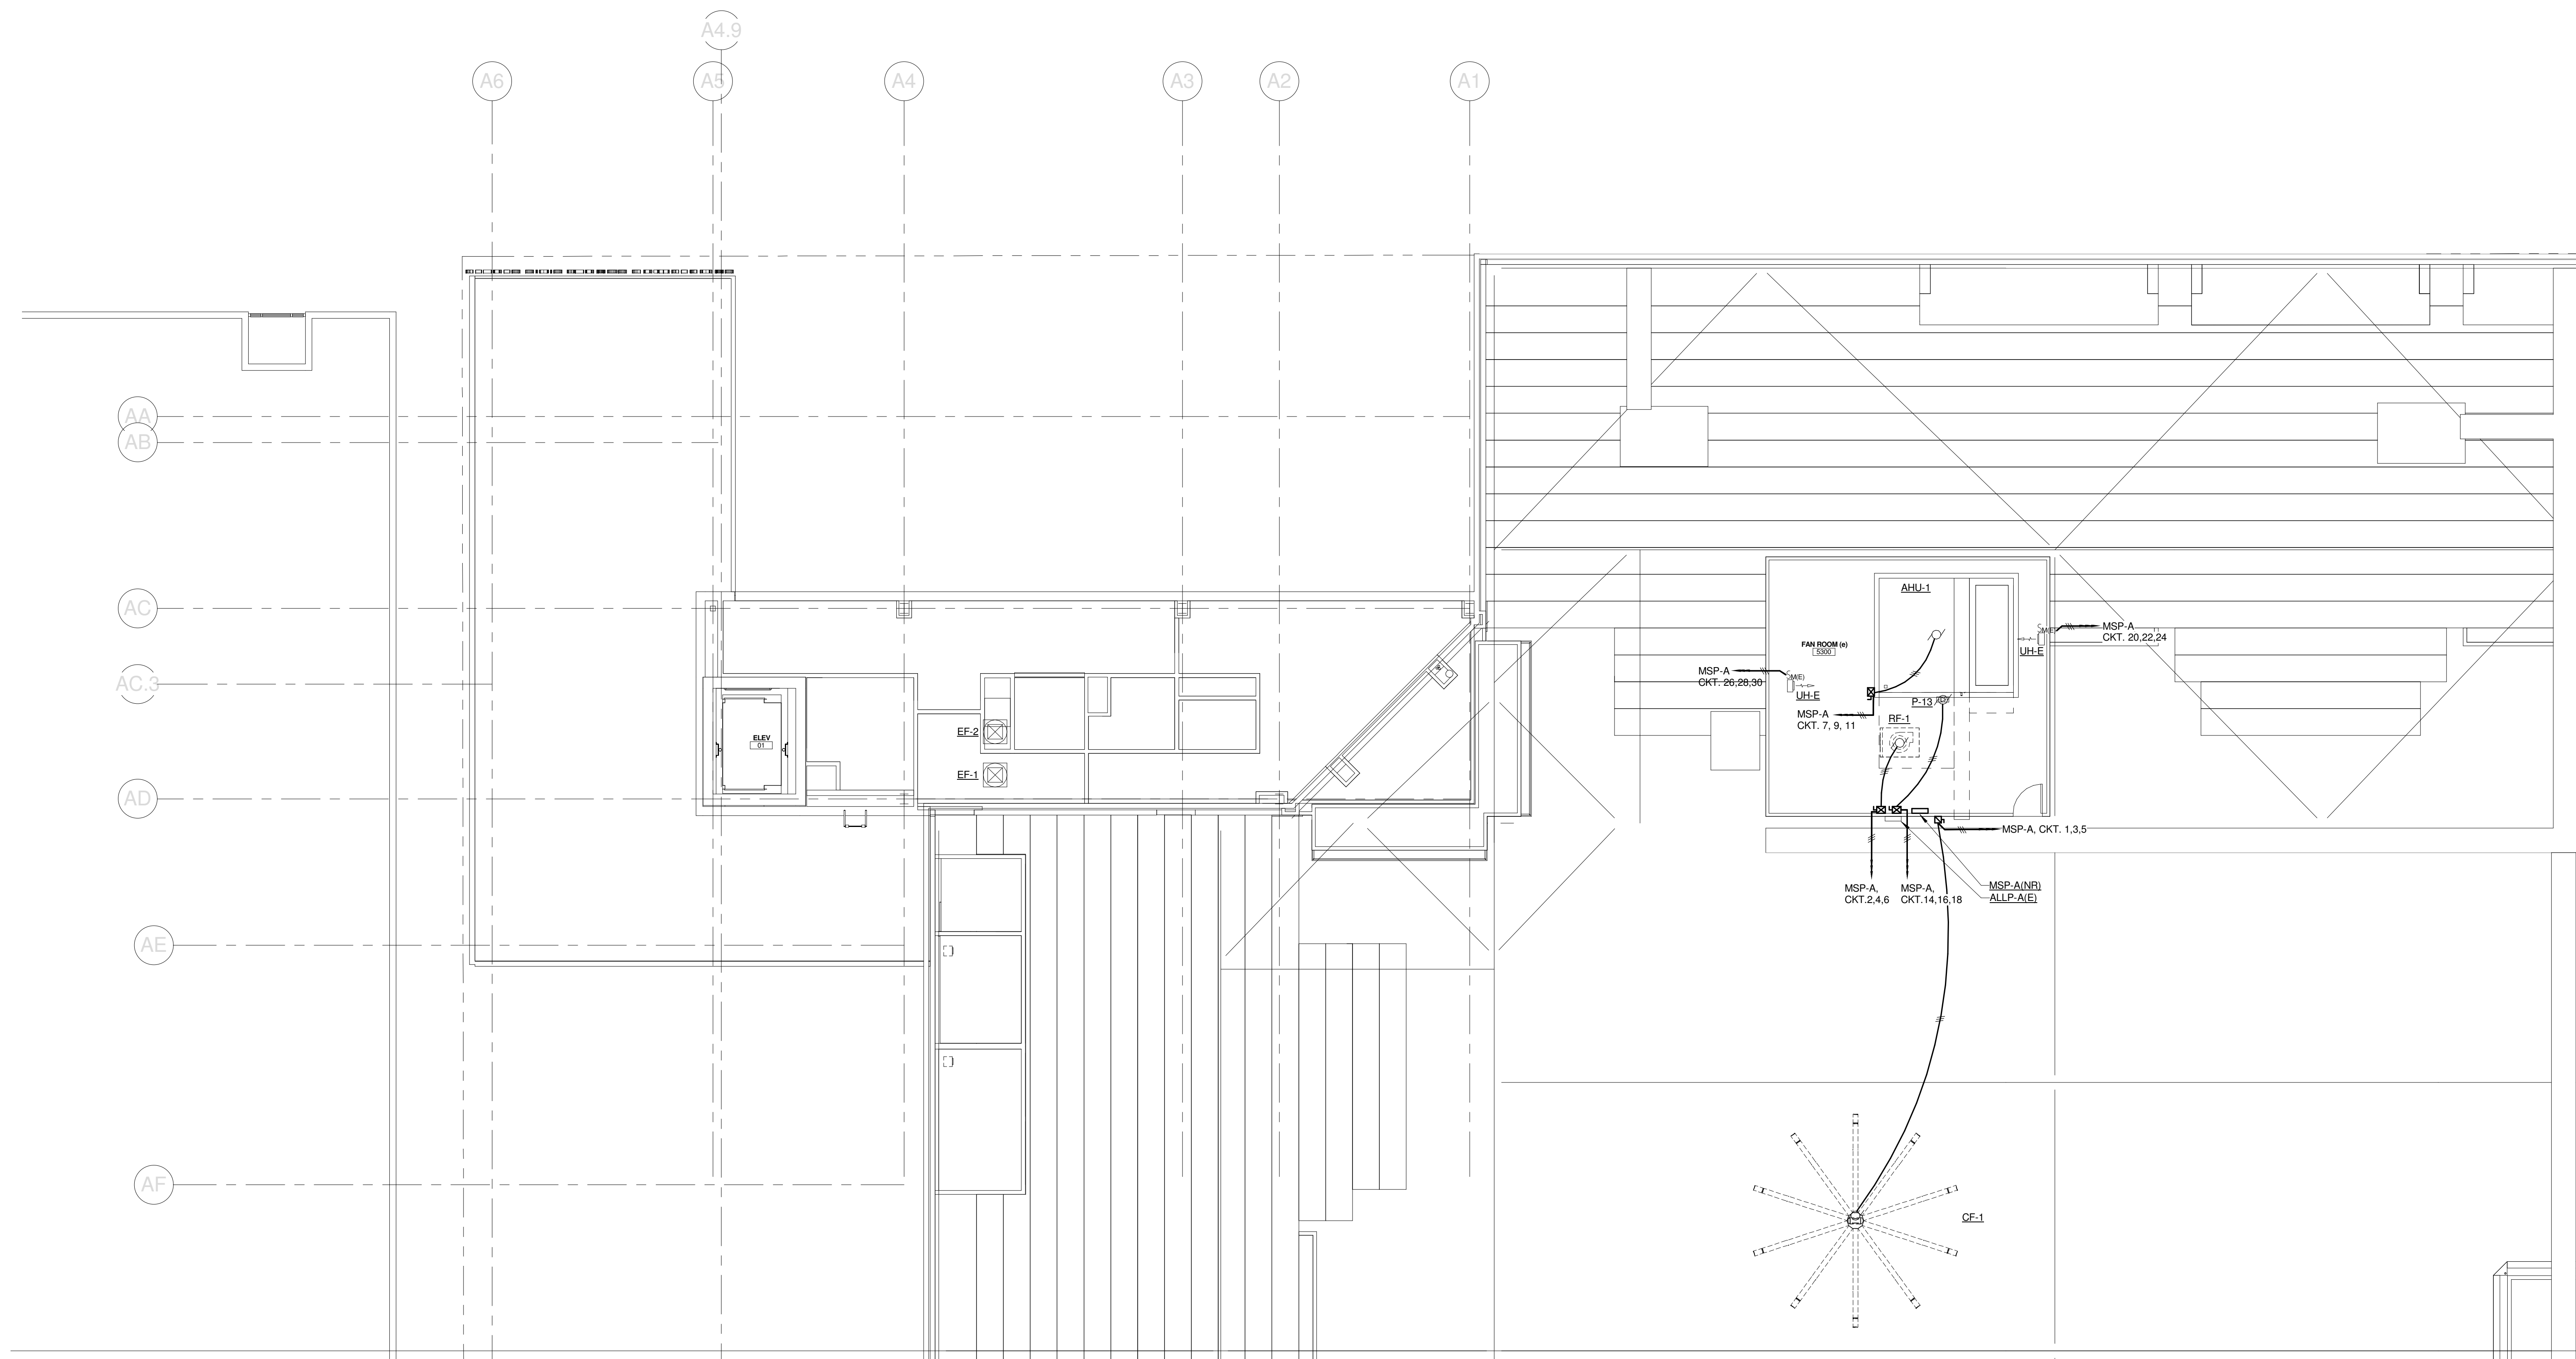 A4.9
A6
A5
A4
A3
A2
A1
AA
AB
AC
AC.3
AD
AE
AF
ELEV
01
EF-2
EF-1
AHU-1
FAN ROOM (e)
5300
MSP-A
CKT. 20,22,24
M(E)
UH-E
MSP-A
CKT. 26,28,30
M(E)
UH-E
MSP-A
CKT. 7, 9, 11
P-13
RF-1
MSP-A, CKT. 1,3,5
MSP-A,
CKT.2,4,6
MSP-A,
CKT.14,16,18
MSP-A(NR)
ALLP-A(E)
CF-1